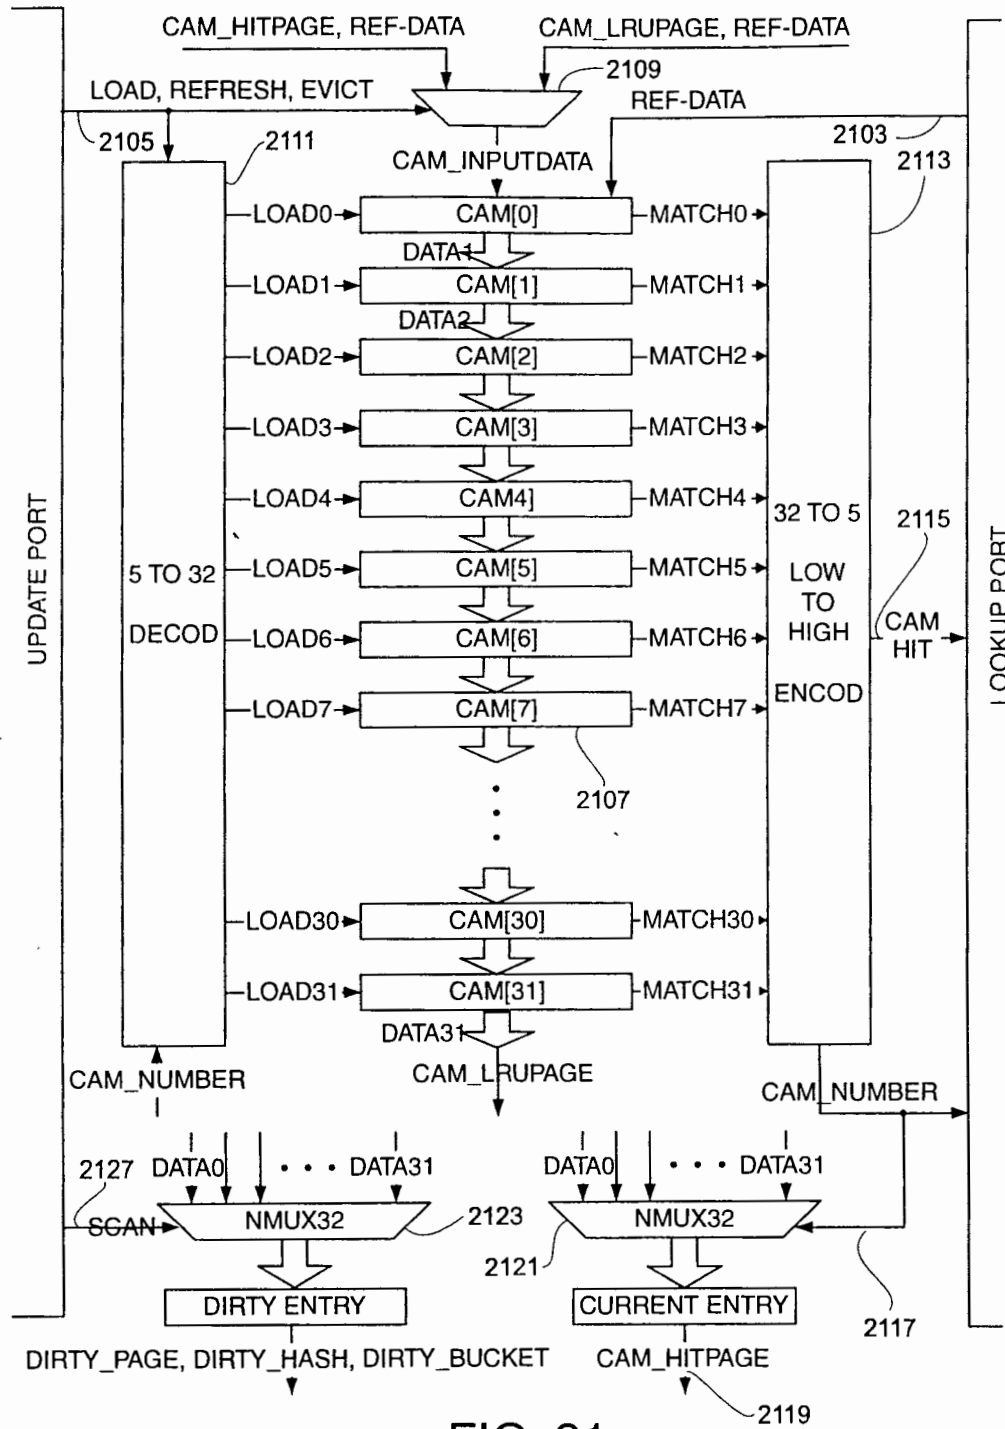 CAM_HITPAGE, REF-DATA
CAM_LRUPAGE, REF-DATA
2109
LOAD, REFRESH, EVICT
REF-DATA
2105
2111
2103
2113
CAM_INPUTDATA
LOAD0
CAM[0]
MATCH0
DATA1
LOAD1
CAM[1]
MATCH1
DATA2
LOAD2
CAM[2]
MATCH2
LOAD3
CAM[3]
MATCH3
LOAD4
CAM4]
MATCH4
LOAD5
CAM[5]
MATCH5
LOAD6
CAM[6]
MATCH6
LOAD7
CAM[7]
MATCH7
UPDATE PORT
5 TO 32
DECOD
32 TO 5
LOW
TO
HIGH
ENCOD
2115
CAM
HIT
LOOKUP PORT
2107
LOAD30
CAM[30]
MATCH30
LOAD31
CAM[31]
MATCH31
DATA31
CAM_NUMBER
CAM_LRUPAGE
CAM_NUMBER
2127
DATA0
DATA31
DATA0
DATA31
SCAN
NMUX32
2123
2121
NMUX32
DIRTY ENTRY
CURRENT ENTRY
2117
DIRTY_PAGE, DIRTY_HASH, DIRTY_BUCKET
CAM_HITPAGE
2119